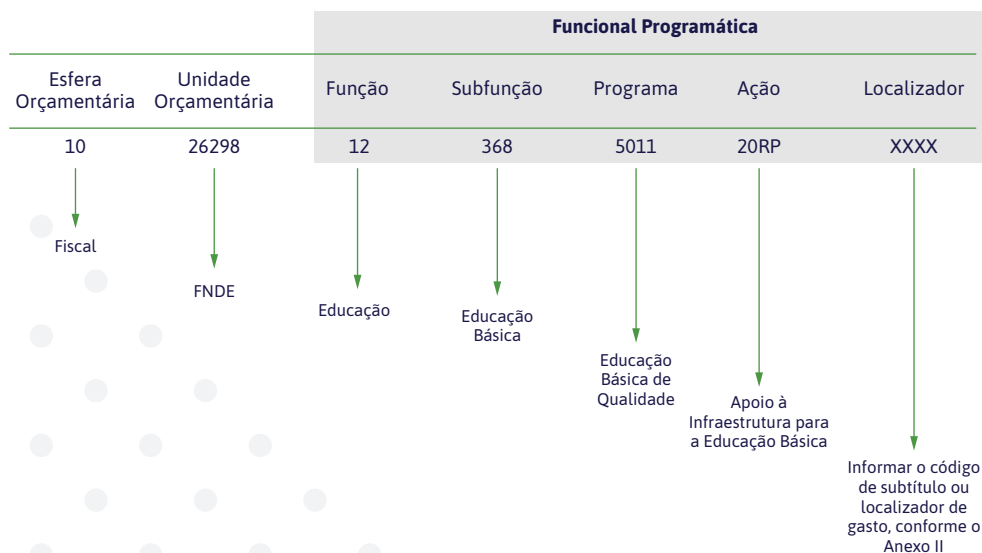 Funcional Programática
Esfera
Orçamentária
Unidade
Orçamentária
Função
Subfunção
Programa
Ação
Localizador
10
26298
12
368
5011
20RP
XXXX
Fiscal
FNDE
Educação
Educação
Básica
Educação
Básica de
Qualidade
Apoio à
Infraestrutura para
a Educação Básica
Informar o código
de subtítulo ou
localizador de
gasto, conforme o
Anexo II